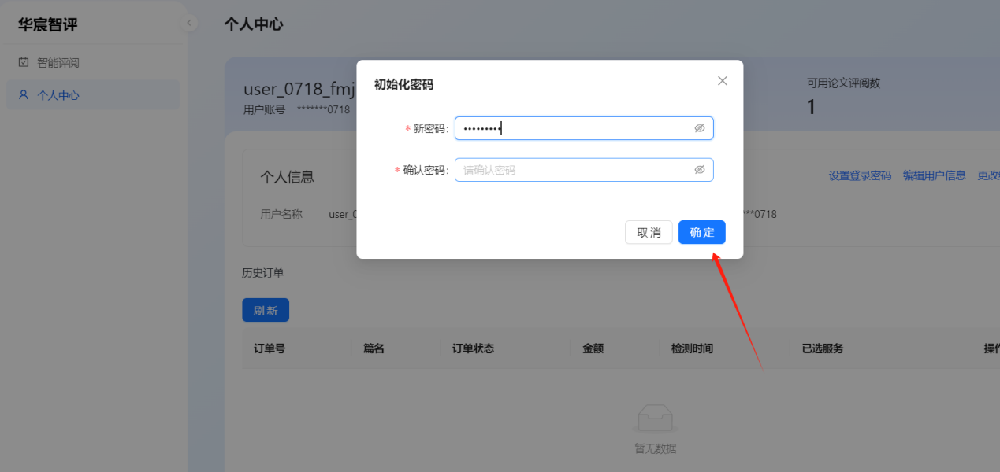 华宸智评
个人中心
智能评阅
个人中心
user_0718_fmj
用户账号 *******0718
可用论文评阅数
1
初始化密码
* 新密码: •••••••••
* 确认密码: 请确认密码
取 消 确 定
个人信息
设置登录密码 编辑用户信息 更改
用户名称 user_0 ***0718
历史订单
刷 新
订单号 篇名 订单状态 金额 检测时间 已选服务 操作
暂无数据